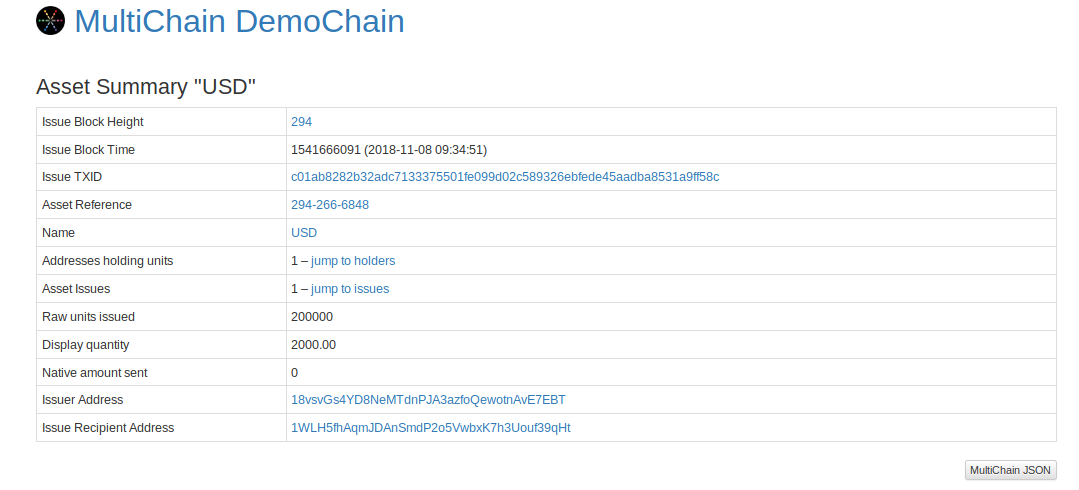 MultiChain DemoChain
Asset Summary "USD"
Issue Block Height 294
Issue Block Time 1541666091 (2018-11-08 09:34:51)
Issue TXID c01ab8282b32adc7133375501fe099d02c589326ebfede45aadba8531a9ff58c
Asset Reference 294-266-6848
Name USD
Addresses holding units 1 – jump to holders
Asset Issues 1 – jump to issues
Raw units issued 200000
Display quantity 2000.00
Native amount sent 0
Issuer Address 18vsvGs4YD8NeMTdnPJA3azfoQewotnAvE7EBT
Issue Recipient Address 1WLH5fhAqmJDAnSmdP2o5VwbxK7h3Uouf39qHt
MultiChain JSON